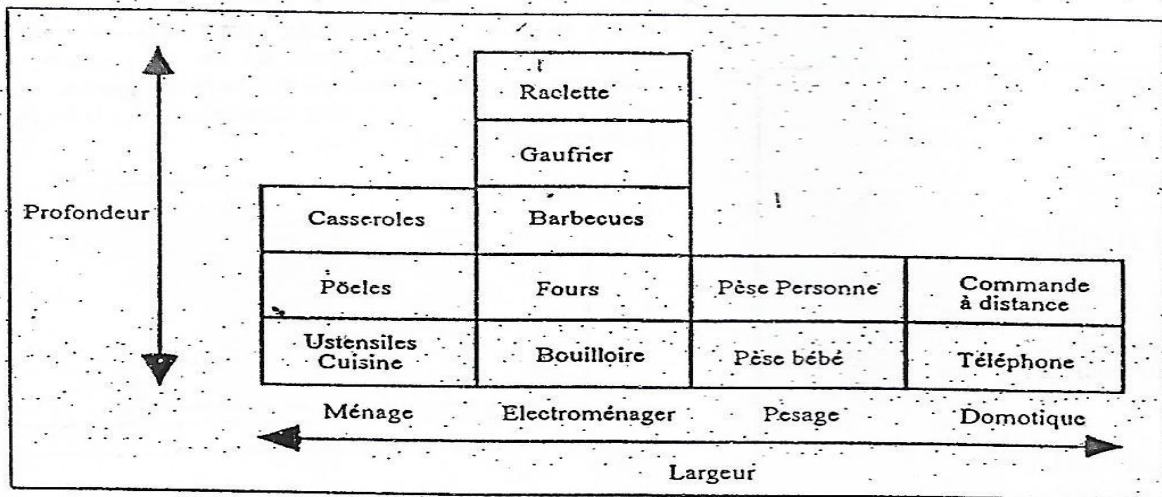 Raclette
Gaufrier
Profondeur
Casseroles
Barbecues
Pöeles
Fours
Pèse Personne
Commande
à distance
Ustensiles
Cuisine
Bouilloire
Pèse bébé
Téléphone
Ménage
Electroménager
Pesage
Domotique
Largeur